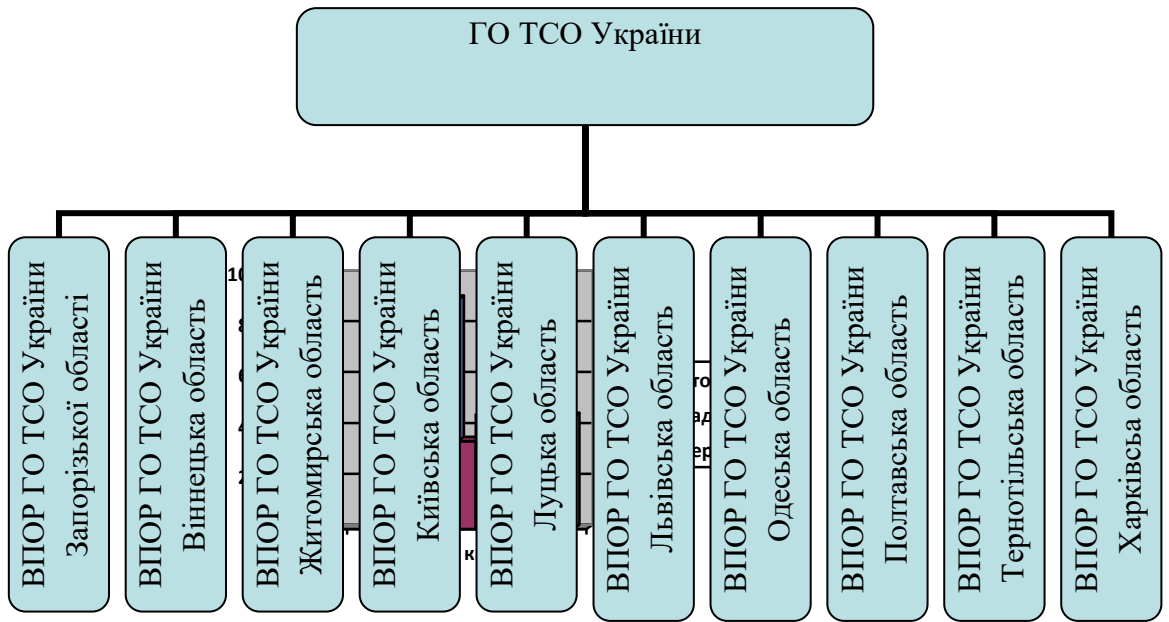 ГО ТСО України
ВПОР ГО ТСО України
Запорізької області
ВПОР ГО ТСО України
Віннецька область
ВПОР ГО ТСО України
Житомирська область
ВПОР ГО ТСО України
Київська область
ВПОР ГО ТСО України
Луцька область
ВПОР ГО ТСО України
Львівська область
ВПОР ГО ТСО України
Одеська область
ВПОР ГО ТСО України
Полтавська область
ВПОР ГО ТСО України
Тернотільська область
ВПОР ГО ТСО України
Харківсьа область